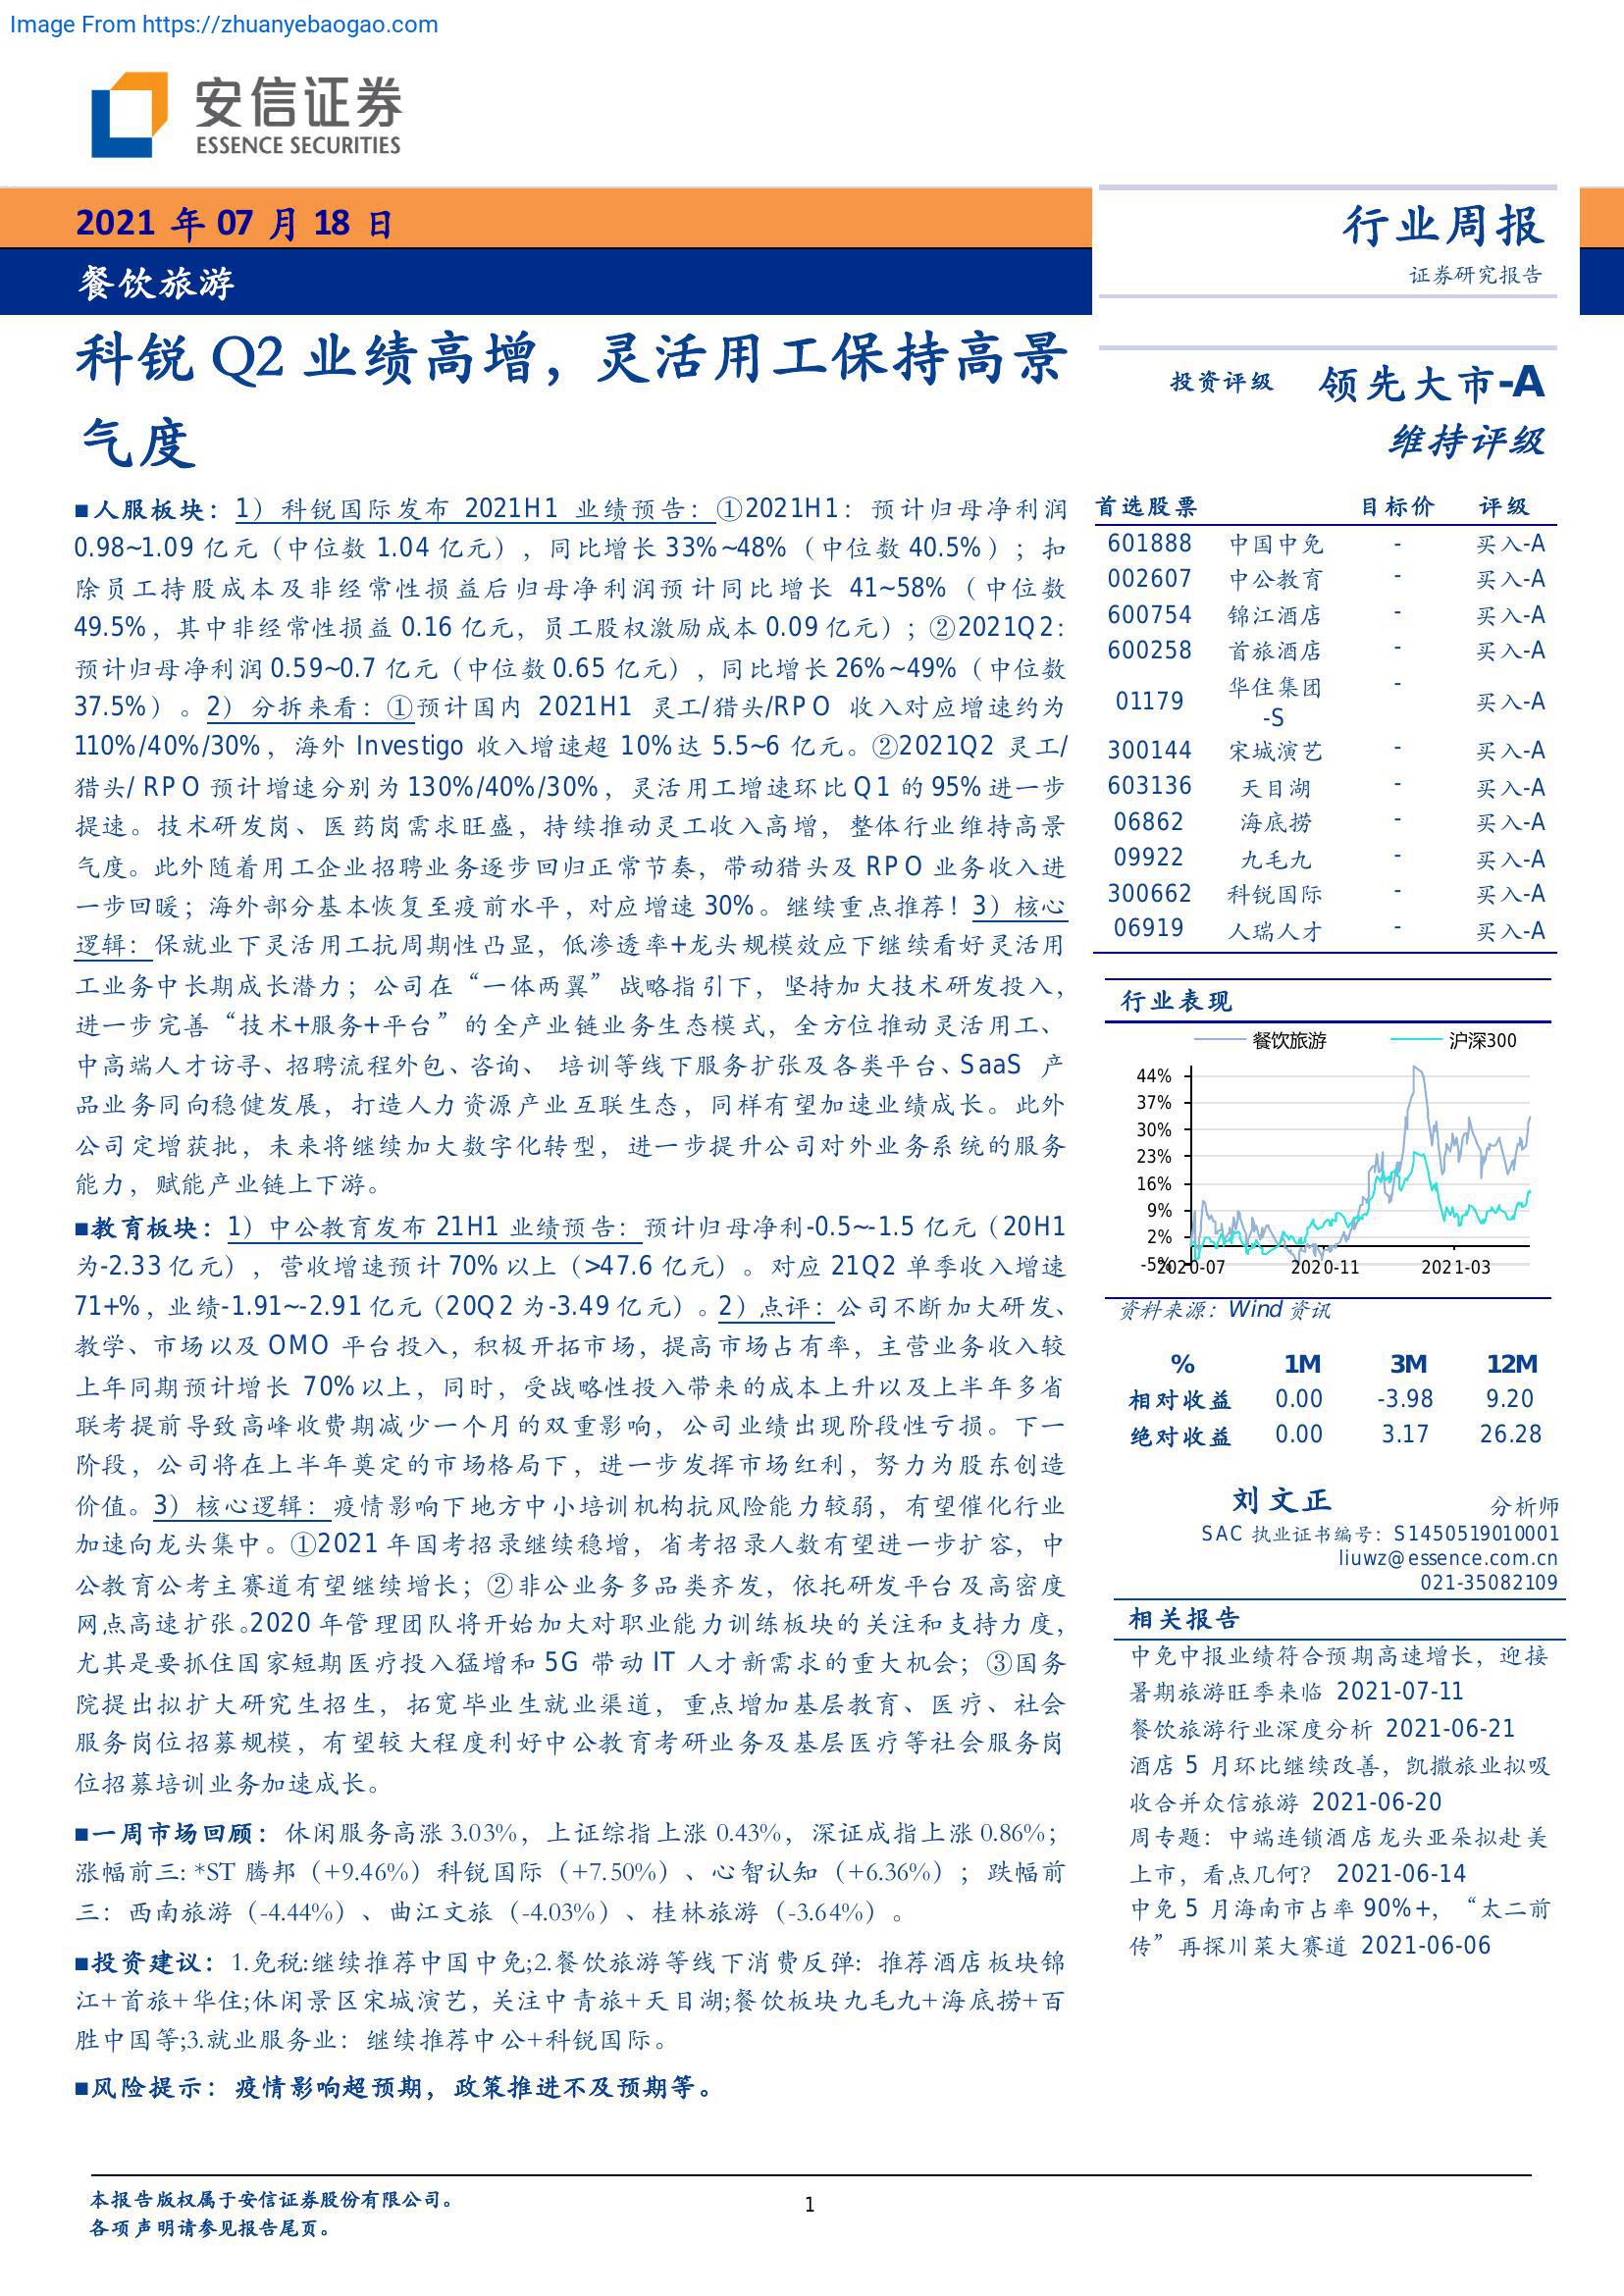 Image From https://zhuanyebaogao.com
安信证券
ESSENCE SECURITIES
2021 年 07 月 18 日
餐饮旅游
行业周报
证券研究报告
科锐 Q2 业绩高增，灵活用工保持高景
气度
■人服板块：1）科锐国际发布 2021H1 业绩预告：①2021H1：预计归母净利润
0.98~1.09 亿元（中位数 1.04 亿元），同比增长 33%~48%（中位数 40.5%）；扣
除员工持股成本及非经常性损益后归母净利润预计同比增长 41~58%（中位数
49.5%，其中非经常性损益 0.16 亿元，员工股权激励成本 0.09 亿元）；②2021Q2：
预计归母净利润 0.59~0.7 亿元（中位数 0.65 亿元），同比增长 26%~49%（中位数
37.5%）。2）分拆来看：①预计国内 2021H1 灵工/猎头/RPO 收入对应增速约为
110%/40%/30%，海外 Investigo 收入增速超 10%达 5.5~6 亿元。②2021Q2 灵工/
猎头/ RPO 预计增速分别为 130%/40%/30%，灵活用工增速环比 Q1 的 95%进一步
提速。技术研发岗、医药岗需求旺盛，持续推动灵工收入高增，整体行业维持高景
气度。此外随着用工企业招聘业务逐步回归正常节奏，带动猎头及 RPO 业务收入进
一步回暖；海外部分基本恢复至疫前水平，对应增速 30%。继续重点推荐！3）核心
逻辑：保就业下灵活用工抗周期性凸显，低渗透率+龙头规模效应下继续看好灵活用
工业务中长期成长潜力；公司在“一体两翼”战略指引下，坚持加大技术研发投入，
进一步完善“技术+服务+平台”的全产业链业务生态模式，全方位推动灵活用工、
中高端人才访寻、招聘流程外包、咨询、 培训等线下服务扩张及各类平台、SaaS 产
品业务同向稳健发展，打造人力资源产业互联生态，同样有望加速业绩成长。此外
公司定增获批，未来将继续加大数字化转型，进一步提升公司对外业务系统的服务
能力，赋能产业链上下游。
■教育板块：1）中公教育发布 21H1 业绩预告：预计归母净利-0.5~-1.5 亿元（20H1
为-2.33 亿元），营收增速预计 70%以上（>47.6 亿元）。对应 21Q2 单季收入增速
71+%，业绩-1.91~-2.91 亿元（20Q2 为-3.49 亿元）。2）点评：公司不断加大研发、
教学、市场以及 OMO 平台投入，积极开拓市场，提高市场占有率，主营业务收入较
上年同期预计增长 70%以上，同时，受战略性投入带来的成本上升以及上半年多省
联考提前导致高峰收费期减少一个月的双重影响，公司业绩出现阶段性亏损。下一
阶段，公司将在上半年奠定的市场格局下，进一步发挥市场红利，努力为股东创造
价值。3）核心逻辑：疫情影响下地方中小培训机构抗风险能力较弱，有望催化行业
加速向龙头集中。①2021 年国考招录继续稳增，省考招录人数有望进一步扩容，中
公教育公考主赛道有望继续增长；②非公业务多品类齐发，依托研发平台及高密度
网点高速扩张。2020 年管理团队将开始加大对职业能力训练板块的关注和支持力度，
尤其是要抓住国家短期医疗投入猛增和 5G 带动 IT 人才新需求的重大机会；③国务
院提出拟扩大研究生招生，拓宽毕业生就业渠道，重点增加基层教育、医疗、社会
服务岗位招募规模，有望较大程度利好中公教育考研业务及基层医疗等社会服务岗
位招募培训业务加速成长。
■一周市场回顾：休闲服务高涨 3.03%，上证综指上涨 0.43%，深证成指上涨 0.86%；
涨幅前三: *ST 腾邦（+9.46%）科锐国际（+7.50%）、心智认知（+6.36%）；跌幅前
三：西南旅游（-4.44%）、曲江文旅（-4.03%）、桂林旅游（-3.64%）。
■投资建议：1.免税:继续推荐中国中免;2.餐饮旅游等线下消费反弹：推荐酒店板块锦
江+首旅+华住;休闲景区宋城演艺，关注中青旅+天目湖;餐饮板块九毛九+海底捞+百
胜中国等;3.就业服务业：继续推荐中公+科锐国际。
■风险提示：疫情影响超预期，政策推进不及预期等。
投资评级 领先大市-A
维持评级
首选股票 目标价 评级
601888 中国中免 - 买入-A
002607 中公教育 - 买入-A
600754 锦江酒店 - 买入-A
600258 首旅酒店 - 买入-A
01179 华住集团-S - 买入-A
300144 宋城演艺 - 买入-A
603136 天目湖 - 买入-A
06862 海底捞 - 买入-A
09922 九毛九 - 买入-A
300662 科锐国际 - 买入-A
06919 人瑞人才 - 买入-A
行业表现
餐饮旅游 沪深300
44%
37%
30%
23%
16%
9%
2%
-5%
2020-07 2020-11 2021-03
资料来源：Wind 资讯
% 1M 3M 12M
相对收益 0.00 -3.98 9.20
绝对收益 0.00 3.17 26.28
刘文正 分析师
SAC 执业证书编号：S1450519010001
liuwz@essence.com.cn
021-35082109
相关报告
中免中报业绩符合预期高速增长，迎接
暑期旅游旺季来临 2021-07-11
餐饮旅游行业深度分析 2021-06-21
酒店 5 月环比继续改善，凯撒旅业拟吸
收合并众信旅游 2021-06-20
周专题：中端连锁酒店龙头亚朵拟赴美
上市，看点几何？ 2021-06-14
中免 5 月海南市占率 90%+，“太二前
传”再探川菜大赛道 2021-06-06
本报告版权属于安信证券股份有限公司。
各项声明请参见报告尾页。
1